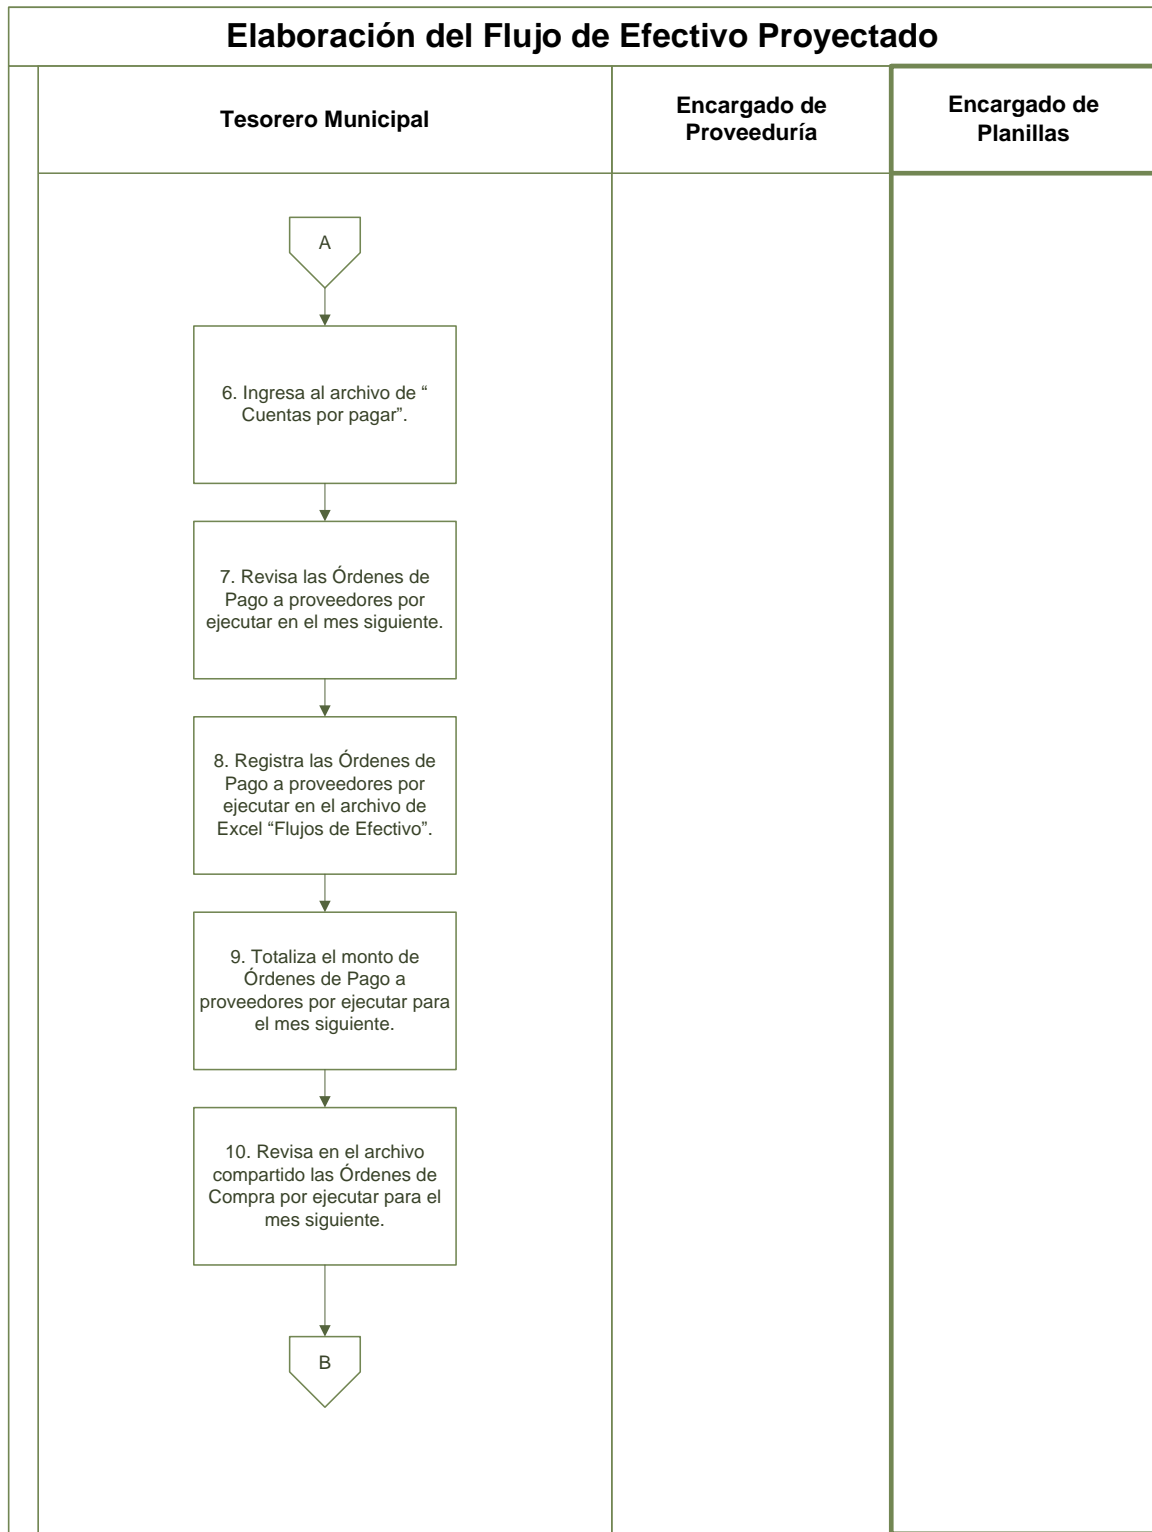 Elaboración del Flujo de Efectivo Proyectado
Tesorero Municipal
Encargado de
Proveeduría
Encargado de
Planillas
A
6. Ingresa al archivo de “
Cuentas por pagar”.
7. Revisa las Órdenes de
Pago a proveedores por
ejecutar en el mes siguiente.
8. Registra las Órdenes de
Pago a proveedores por
ejecutar en el archivo de
Excel “Flujos de Efectivo”.
9. Totaliza el monto de
Órdenes de Pago a
proveedores por ejecutar para
el mes siguiente.
10. Revisa en el archivo
compartido las Órdenes de
Compra por ejecutar para el
mes siguiente.
B